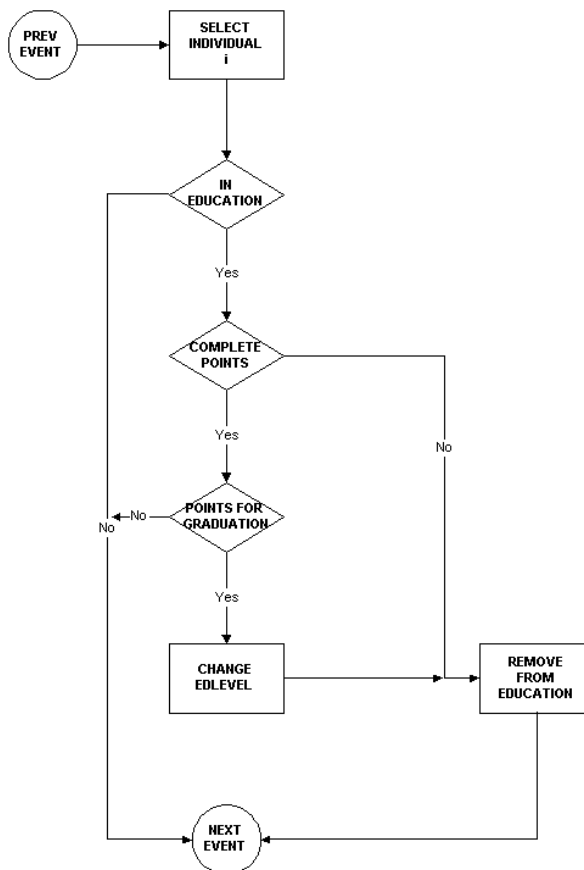 PREV
EVENT
SELECT
INDIVIDUAL
i
IN
EDUCATION
Yes
COMPLETE
POINTS
Yes
No
POINTS FOR
GRADUATION
No
No
Yes
CHANGE
EDLEVEL
REMOVE
FROM
EDUCATION
NEXT
EVENT